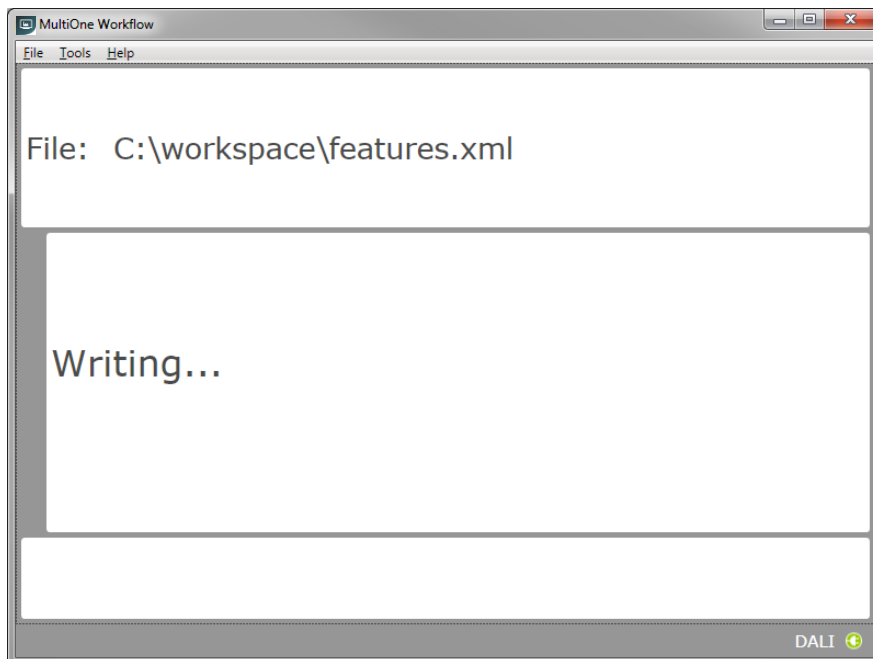 MultiOne Workflow
File Tools Help
File: C:\workspace\features.xml
Writing...
DALI